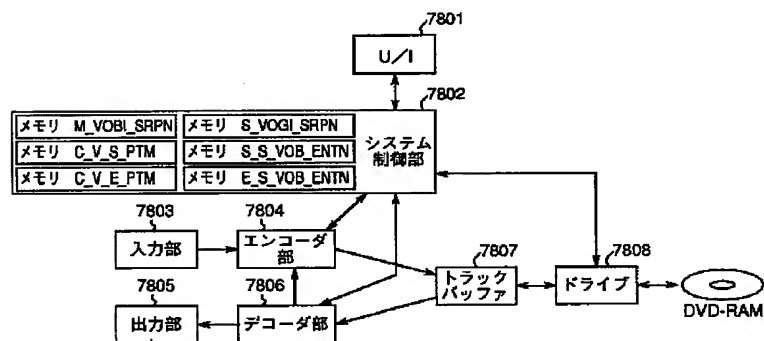 7801
U/I
7802
メモリ M_VOBI_SRPN
メモリ S_VOGI_SRPN
メモリ C_V_S_PTM
メモリ S_S_VOB_ENTN
メモリ C_V_E_PTM
メモリ E_S_VOB_ENTN
システム
制御部
7803
入力部
7804
エンコーダ
部
7807
トラック
バッファ
7808
ドライブ
DVD-RAM
7805
出力部
7806
デコーダ部